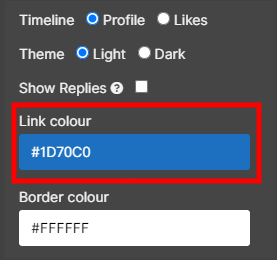 Timeline Profile Likes
Theme Light Dark
Show Replies ?
Link colour
#1D70C0
Border colour
#FFFFFF